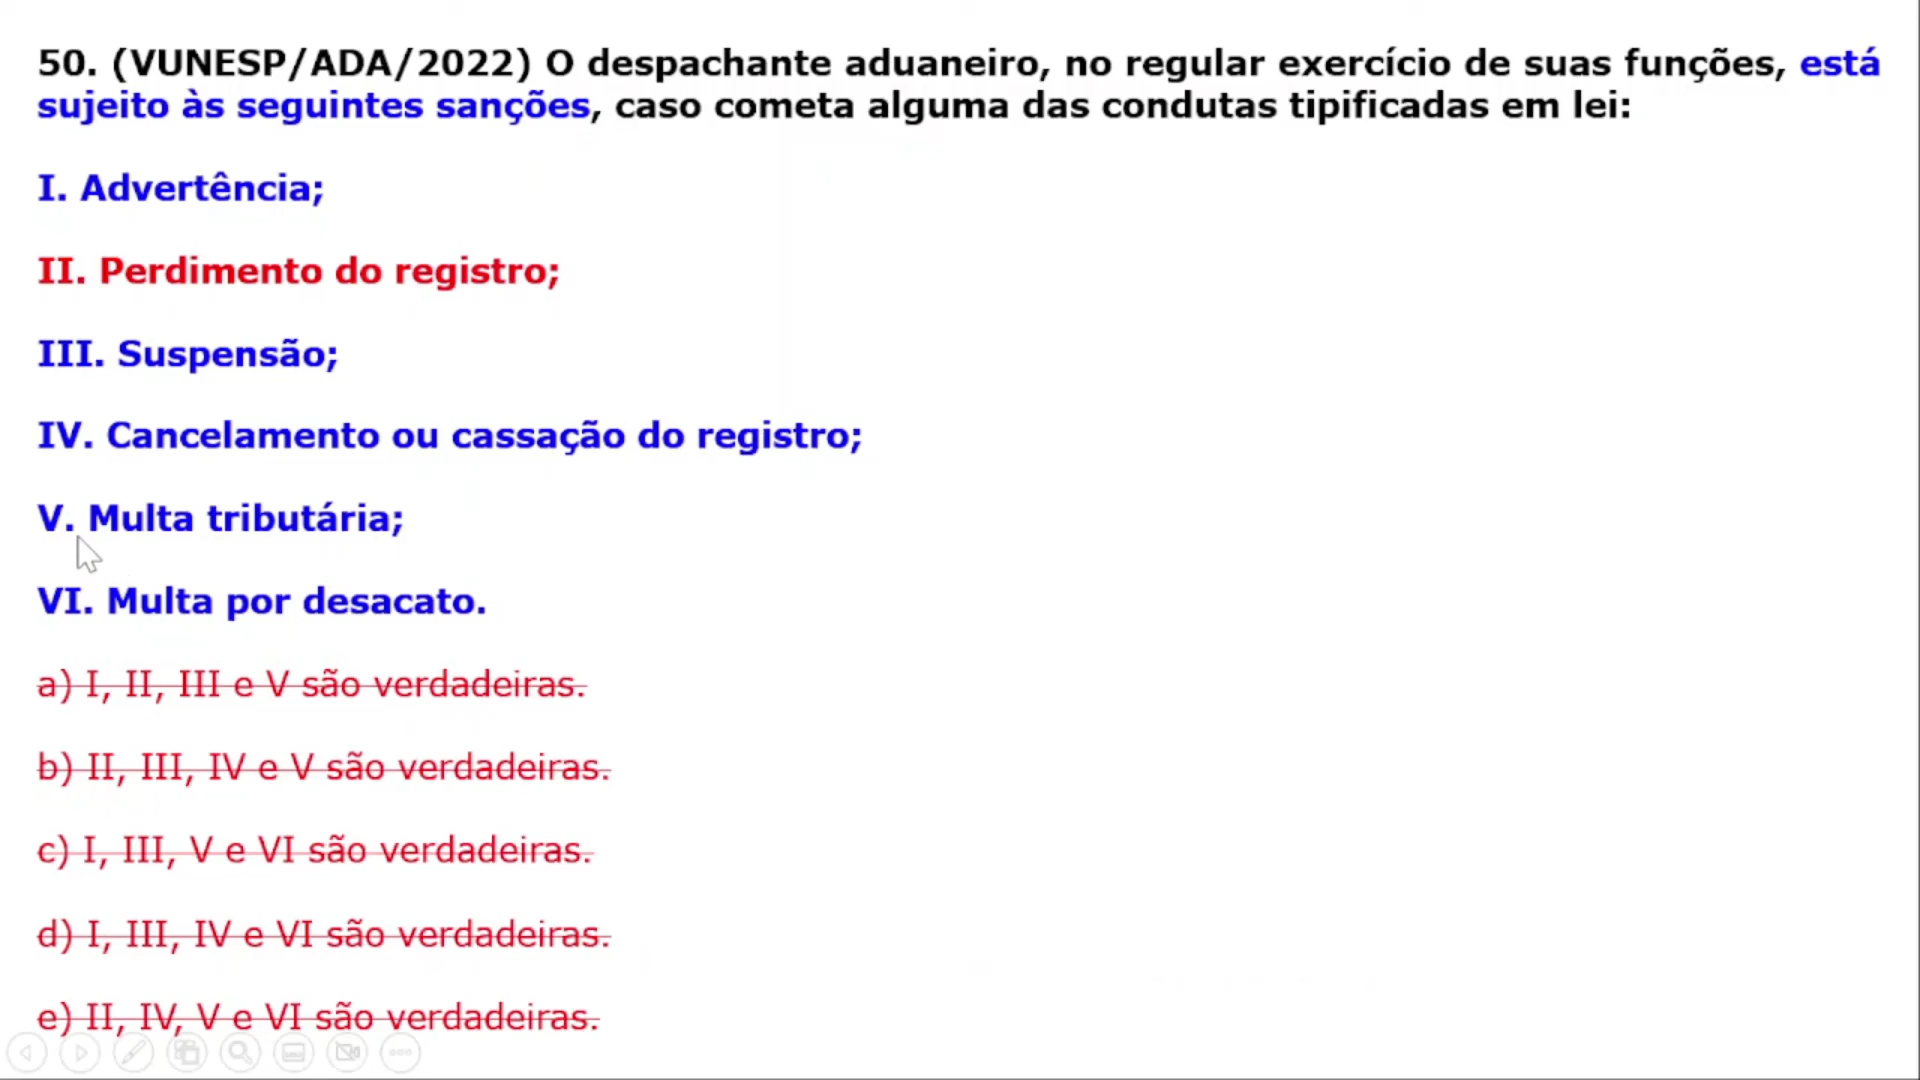 50. (VUNESP/ADA/2022) O despachante aduaneiro, no regular exercício de suas funções, está
sujeito às seguintes sanções, caso cometa alguma das condutas tipificadas em lei:
I. Advertência;
II. Perdimento do registro;
III. Suspensão;
IV. Cancelamento ou cassação do registro;
V. Multa tributária;
VI. Multa por desacato.
a) I, II, III e V são verdadeiras.
b) II, III, IV e V são verdadeiras.
c) I, III, V e VI são verdadeiras.
d) I, III, IV e VI são verdadeiras.
e) II, IV, V e VI são verdadeiras.